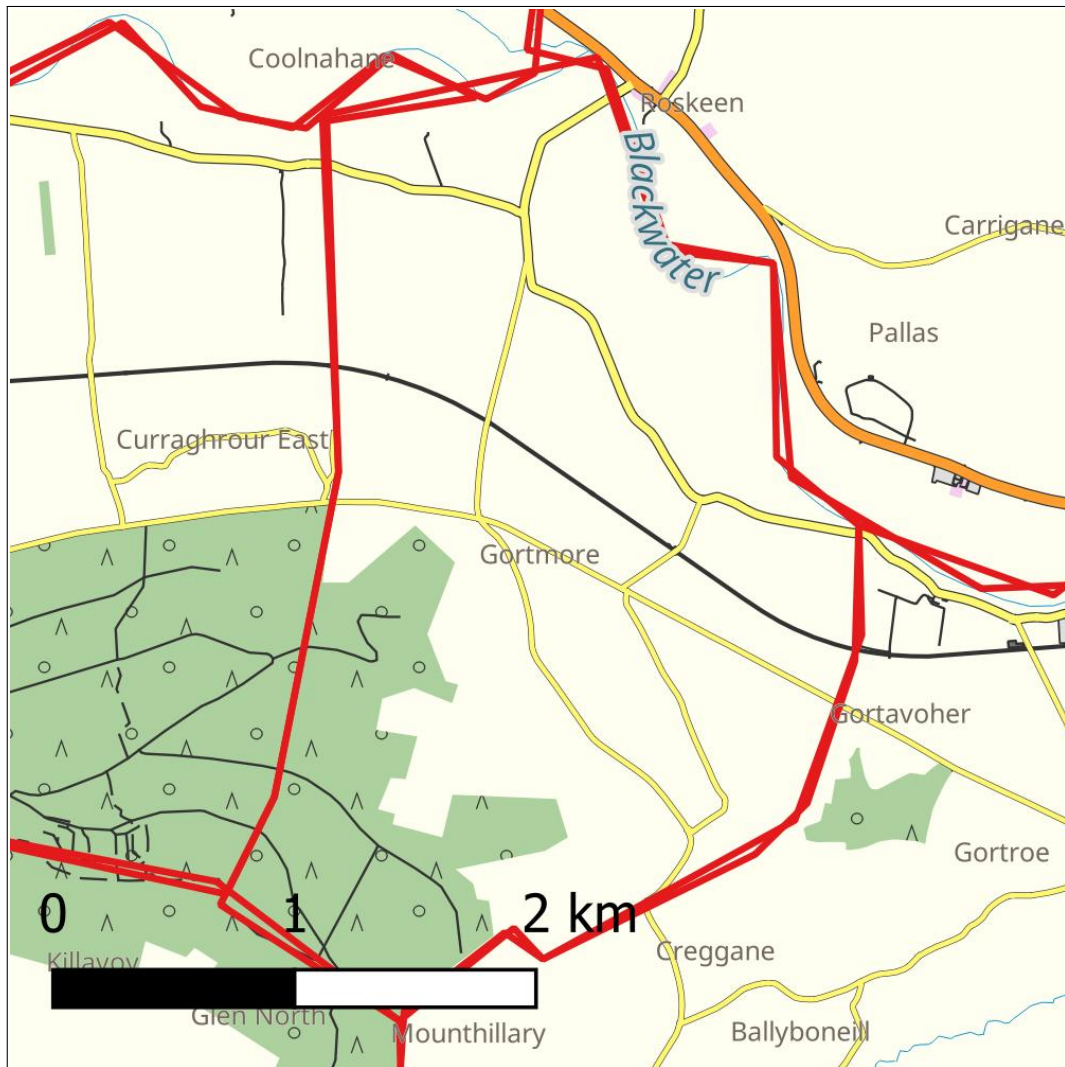 Coolnahane
Roskeen
Blackwater
Carrigane
Pallas
Curraghrour East
Gortmore
Gortavoher
Gortroe
0 1 2 km
Creggane
Killavoy
Glen North
Mounthillary
Ballyboneill